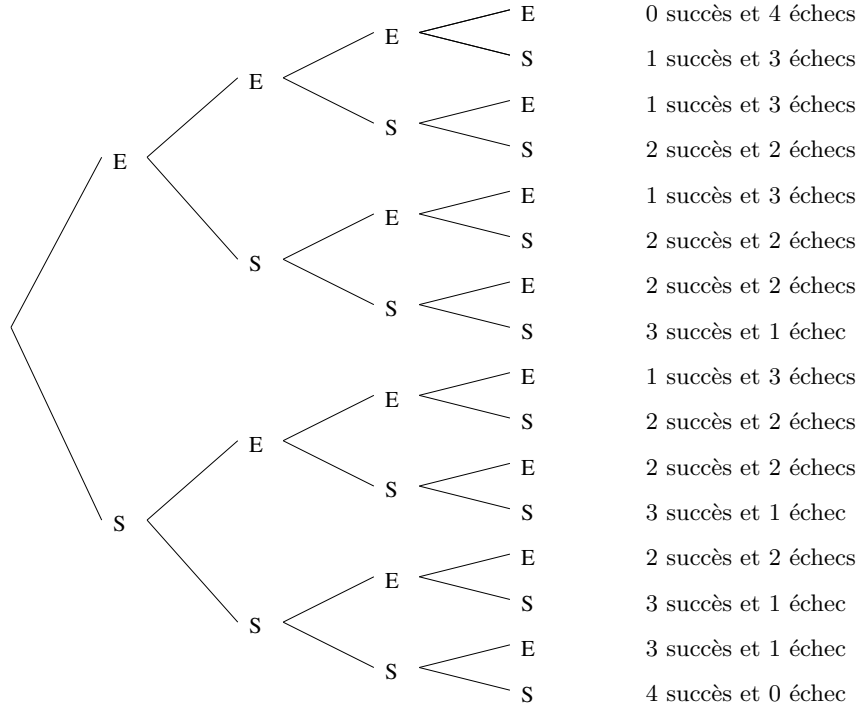 E 0 succès et 4 échecs
E
S 1 succès et 3 échecs
E
E 1 succès et 3 échecs
S
S 2 succès et 2 échecs
E
E 1 succès et 3 échecs
E
S 2 succès et 2 échecs
S
E 2 succès et 2 échecs
S
S 3 succès et 1 échec
E 1 succès et 3 échecs
E
S 2 succès et 2 échecs
E
E 2 succès et 2 échecs
S
S 3 succès et 1 échec
S
E 2 succès et 2 échecs
E
S 3 succès et 1 échec
S
E 3 succès et 1 échec
S
S 4 succès et 0 échec